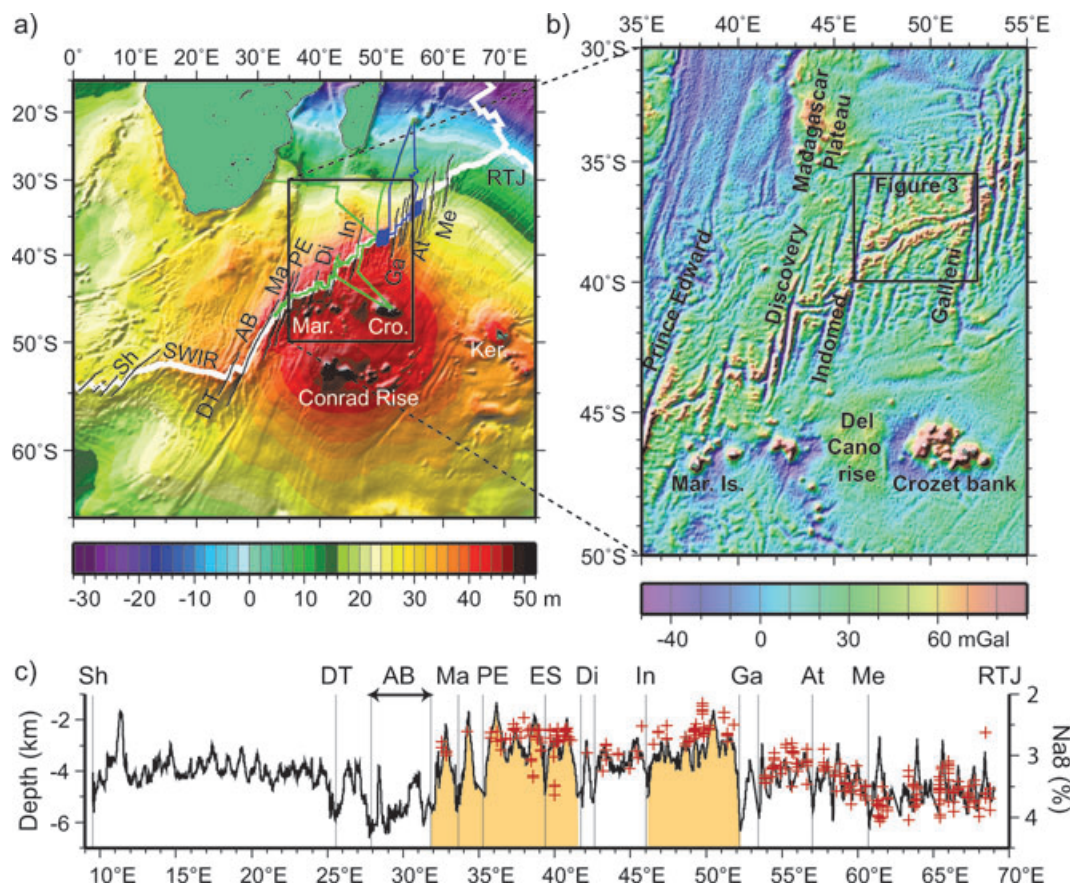 a)
0° 10°E 20°E 30°E 40°E 50°E 60°E 70°E
20°S
30°S
40°S
50°S
60°S
RTJ
Me
At
Ga
In
Di
PE
Ma
AB
DT
SWIR
Sh
Mar.
Cro.
Ker.
Conrad Rise
-30 -20 -10 0 10 20 30 40 50 m
b)
35°E 40°E 45°E 50°E 55°E
30°S
35°S
40°S
45°S
50°S
Madagascar
Plateau
Figure 3
Prince Edward
Discovery
Indomed
Gallieni
Del
Cano
rise
Mar. Is.
Crozet bank
-40 0 30 60 mGal
c)
Sh DT AB Ma PE ES Di In Ga At Me RTJ
Depth (km)
-2
-4
-6
Na8 (%)
2
3
4
10°E 15°E 20°E 25°E 30°E 35°E 40°E 45°E 50°E 55°E 60°E 65°E 70°E